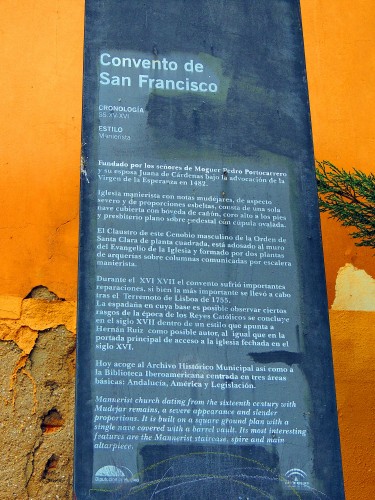 Convento de
San Francisco
CRONOLOGÍA
SS. XV-XVI
ESTILO
Manierista
Fundado por los señores de Moguer Pedro Portocarrero
y su esposa Juana de Cárdenas bajo la advocación de la
Virgen de la Esperanza en 1482.
Iglesia manierista con notas mudejares, de aspecto
severo y de proporciones esbeltas, consta de una sola
nave cubierta con bóveda de cañón, coro alto a los pies
y presbiterio plano sobre pedestal con cúpula ovalada.
El Claustro de este Cenobio masculino de la Orden de
Santa Clara de planta cuadrada, está adosado al muro
del Evangelio de la Iglesia y formado por dos plantas
de arquerías sobre columnas comunicadas por escalera
manierista.
Durante el XVI XVII el convento sufrió importantes
reparaciones, si bien la más importante se llevó a cabo
tras el Terremoto de Lisboa de 1755.
La espadaña en cuya base es posible observar ciertos
rasgos de la época de los Reyes Católicos se concluye
en el siglo XVII dentro de un estilo que apunta a
Hernán Ruiz como posible autor, al igual que en la
portada principal de acceso a la iglesia fechada en el
siglo XVI.
Hoy acoge al Archivo Histórico Municipal así como a
la Biblioteca Iberoamericana centrada en tres áreas
básicas: Andalucía, América y Legislación.
Manuerist church dating from the sixteenth century with
Mudejar remains, a severe appearance and slender
proportions. It is built on a square ground plan with a
single nave covered with a barrel vault. Its most interesting
features are the Manuerist staircase, spire and main
altarpiece.